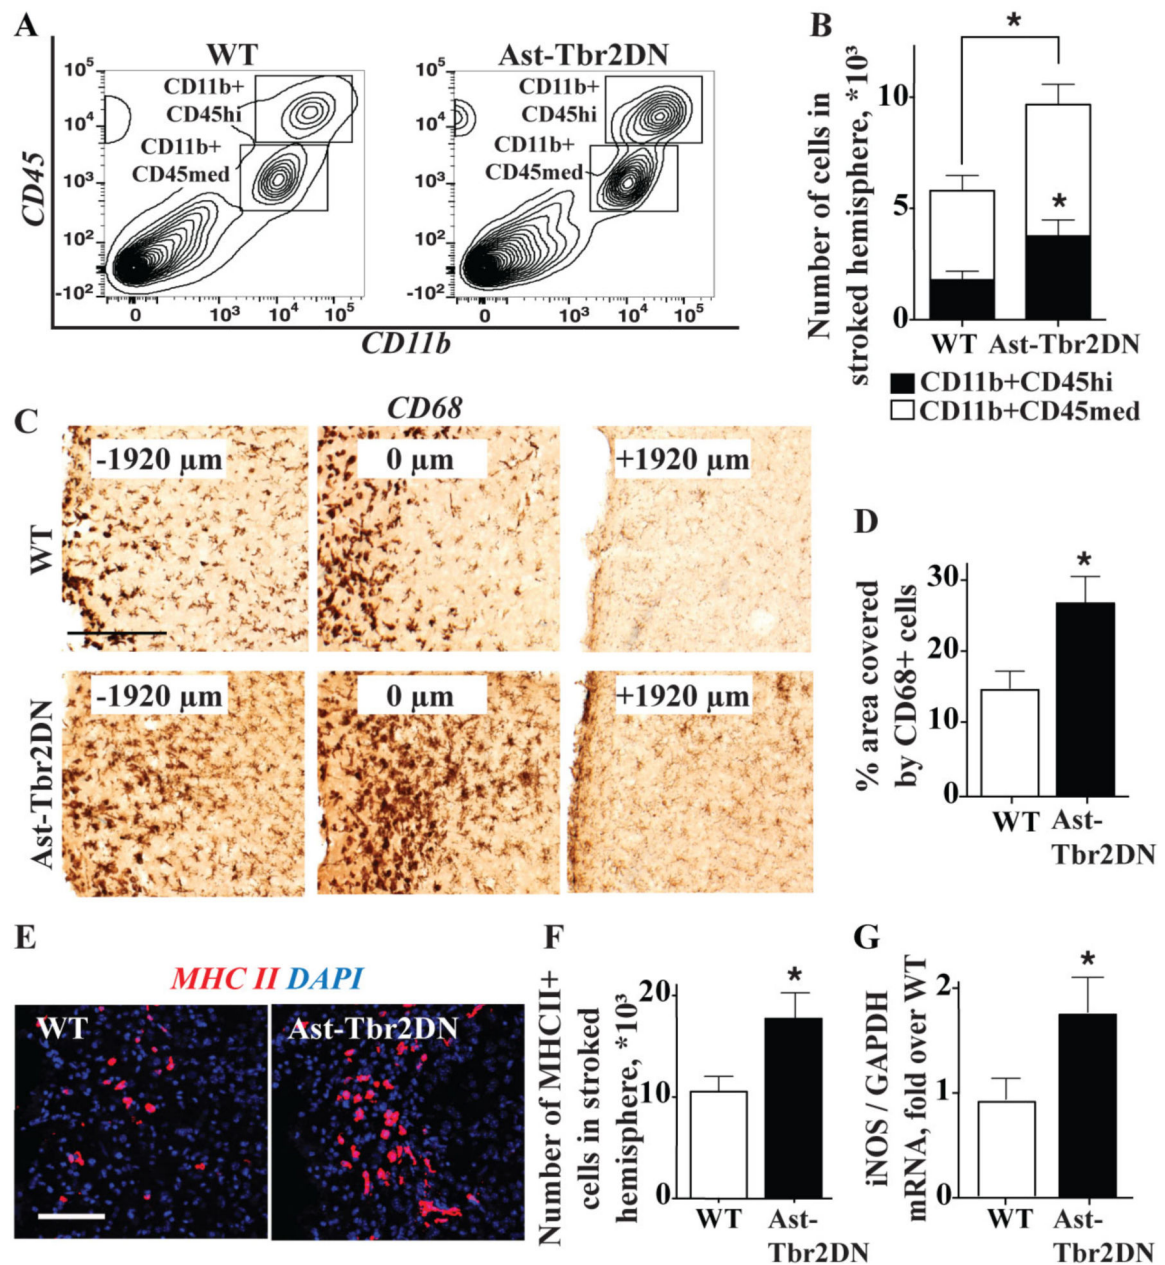 A
WT
Ast-Tbr2DN
CD45
10⁵
10⁴
10³
10²
-10²
CD11b+
CD45hi
CD11b+
CD45med
0
10³
10⁴
10⁵
10⁵
10⁴
10³
10²
-10²
CD11b+
CD45hi
CD11b+
CD45med
0
10³
10⁴
10⁵
CD11b
B
Number of cells in
stroked hemisphere, *10³
10
5
0
*
*
WT
Ast-Tbr2DN
CD11b+CD45hi
CD11b+CD45med
C
CD68
WT
-1920 µm
0 µm
+1920 µm
Ast-Tbr2DN
-1920 µm
0 µm
+1920 µm
D
% area covered
by CD68+ cells
30
20
10
0
*
WT
Ast-
Tbr2DN
E
MHC II DAPI
WT
Ast-Tbr2DN
F
Number of MHCII+
cells in stroked
hemisphere, *10³
20
10
0
*
WT
Ast-
Tbr2DN
G
iNOS / GAPDH
mRNA, fold over WT
2
1
0
*
WT
Ast-
Tbr2DN